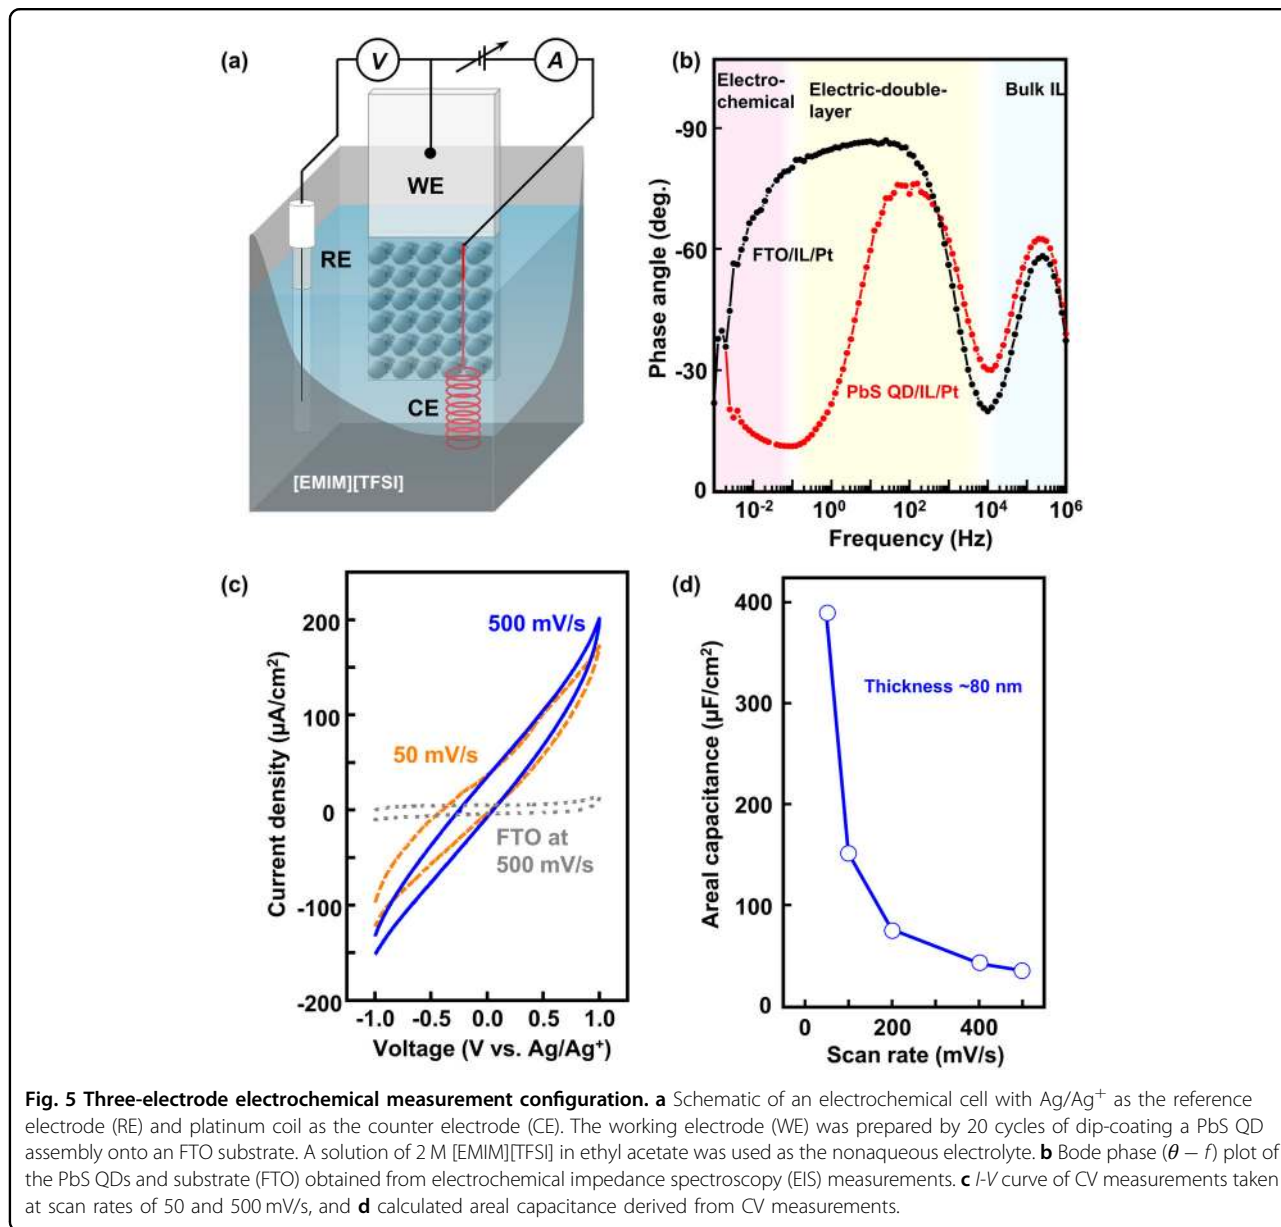 (a)
V
A
WE
RE
CE
[EMIM][TFSI]
(b)
Electro-
chemical
Electric-double-
layer
Bulk IL
-90
-60
-30
0
Phase angle (deg.)
FTO/IL/Pt
PbS QD/IL/Pt
10⁻² 10⁰ 10² 10⁴ 10⁶
Frequency (Hz)
(c)
200
100
0
-100
-200
Current density (µA/cm²)
500 mV/s
50 mV/s
FTO at
500 mV/s
-1.0 -0.5 0.0 0.5 1.0
Voltage (V vs. Ag/Ag⁺)
(d)
400
300
200
100
0
Areal capacitance (µF/cm²)
Thickness ~80 nm
0 200 400
Scan rate (mV/s)
Fig. 5 Three-electrode electrochemical measurement configuration. a Schematic of an electrochemical cell with Ag/Ag⁺ as the reference
electrode (RE) and platinum coil as the counter electrode (CE). The working electrode (WE) was prepared by 20 cycles of dip-coating a PbS QD
assembly onto an FTO substrate. A solution of 2 M [EMIM][TFSI] in ethyl acetate was used as the nonaqueous electrolyte. b Bode phase (θ − f) plot of
the PbS QDs and substrate (FTO) obtained from electrochemical impedance spectroscopy (EIS) measurements. c I-V curve of CV measurements taken
at scan rates of 50 and 500 mV/s, and d calculated areal capacitance derived from CV measurements.